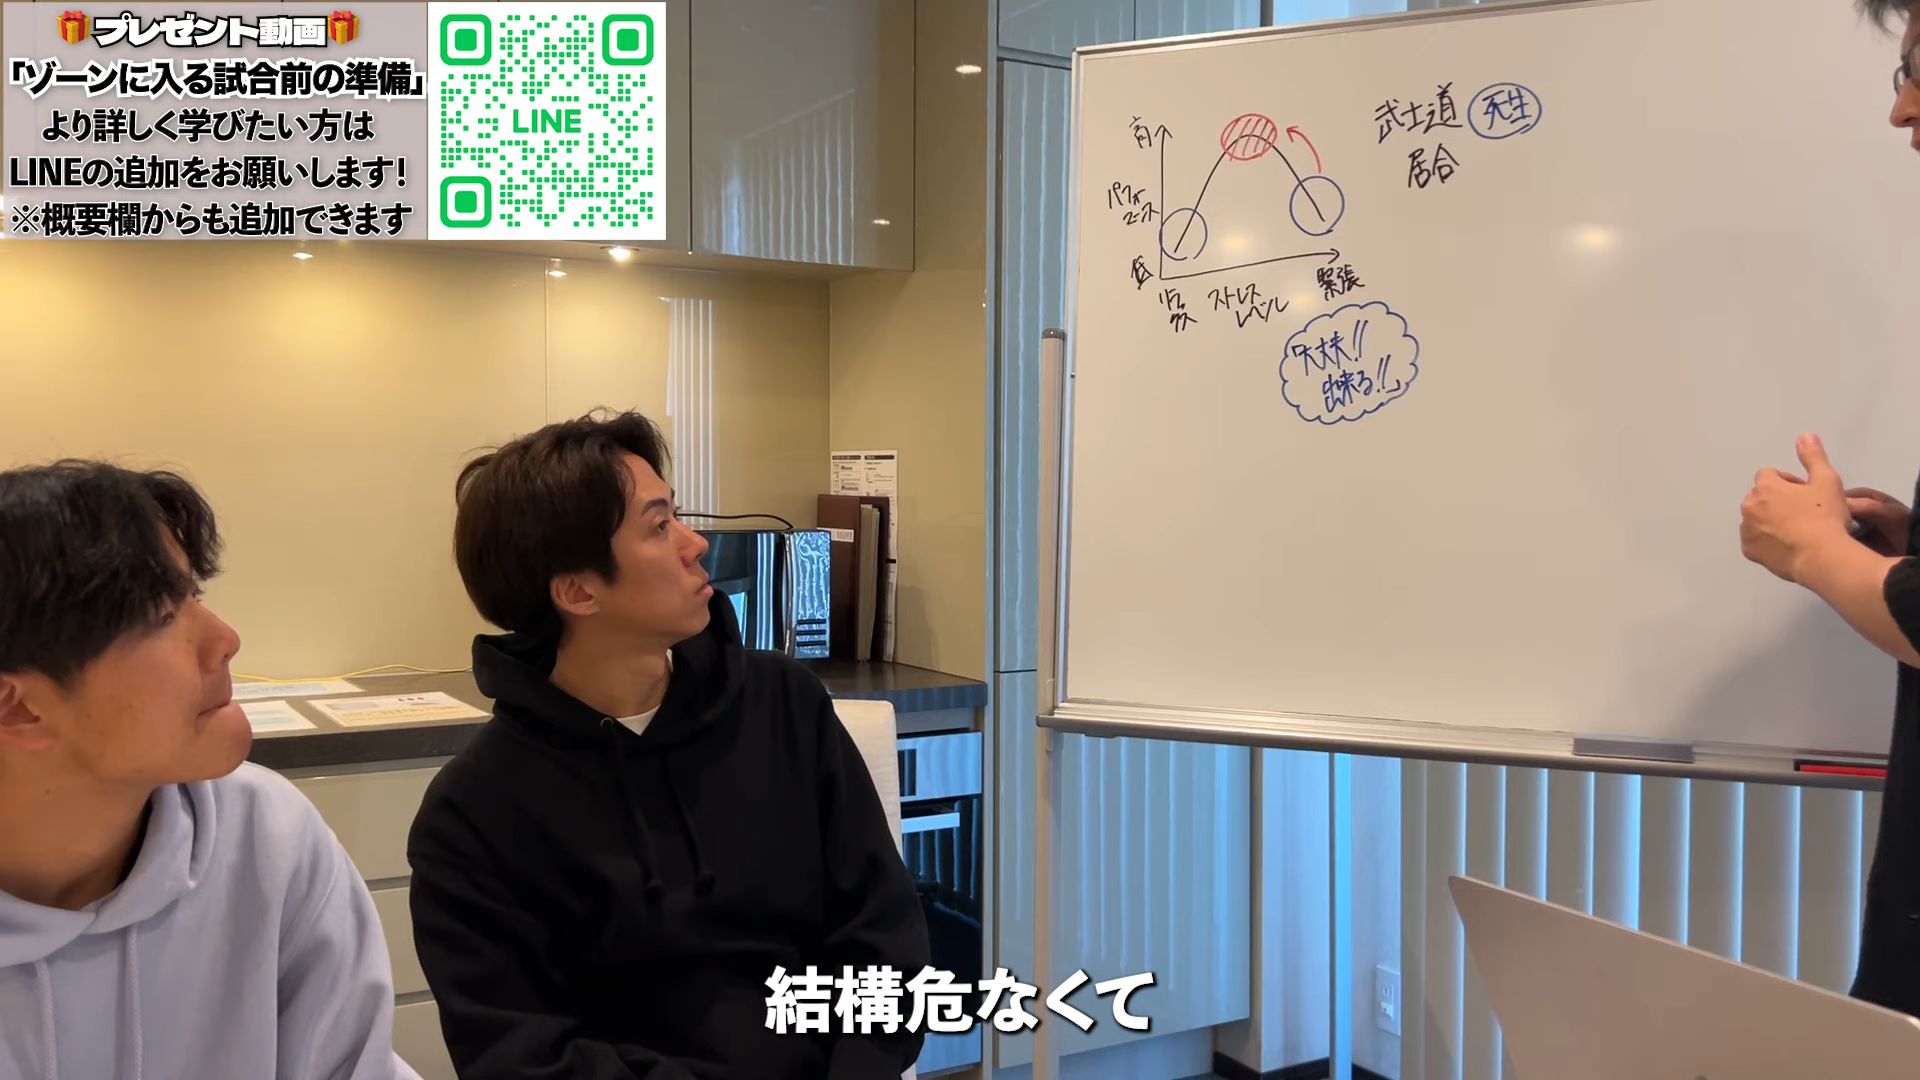 🎁プレゼント動画🎁
「ゾーンに入る試合前の準備」
より詳しく学びたい方は
LINEの追加をお願いします!
※概要欄からも追加できます
LINE
武士道 死生
居合
高
パフォーマンス
低
リラックス
ストレス
レベル
緊張
「大丈夫!!
出来る!!」
結構危なくて